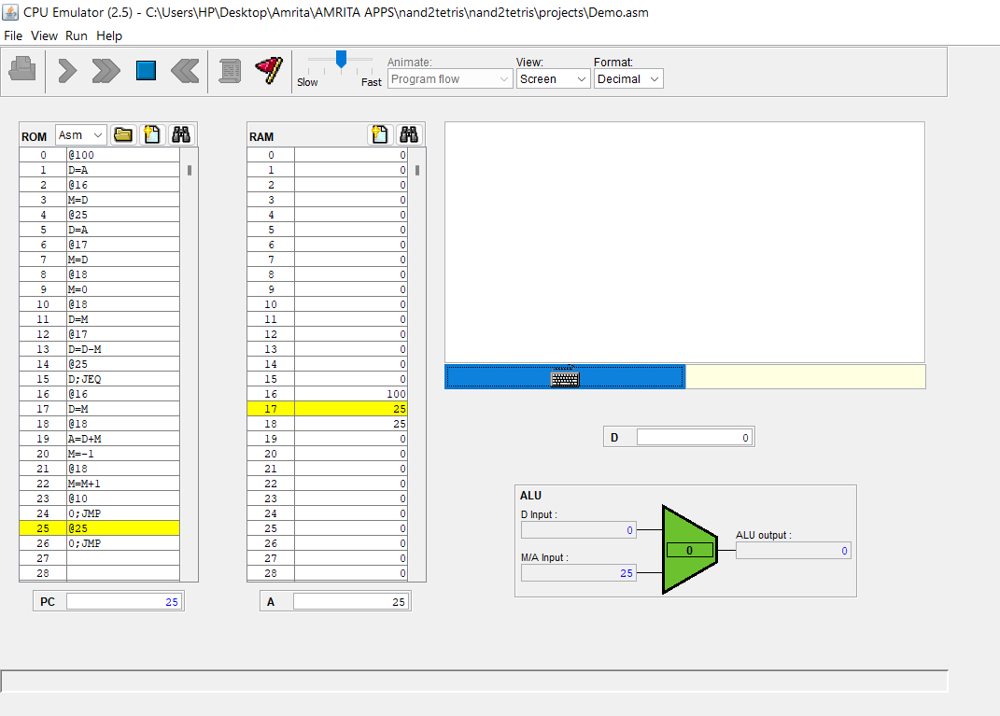 CPU Emulator (2.5) - C:\Users\HP\Desktop\Amrita\AMRITA APPS\nand2tetris\nand2tetris\projects\Demo.asm
File View Run Help
Slow Fast
Animate:
Program flow
View:
Screen
Format:
Decimal
ROM Asm
0 @100
1 D=A
2 @16
3 M=D
4 @25
5 D=A
6 @17
7 M=D
8 @18
9 M=0
10 @18
11 D=M
12 @17
13 D=D-M
14 @25
15 D;JEQ
16 @16
17 D=M
18 @18
19 A=D+M
20 M=-1
21 @18
22 M=M+1
23 @10
24 0;JMP
25 @25
26 0;JMP
27
28
PC 25
RAM
0 0
1 0
2 0
3 0
4 0
5 0
6 0
7 0
8 0
9 0
10 0
11 0
12 0
13 0
14 0
15 0
16 100
17 25
18 25
19 0
20 0
21 0
22 0
23 0
24 0
25 0
26 0
27 0
28 0
A 25
D 0
ALU
D Input :
0
M/A Input :
25
0
ALU output :
0